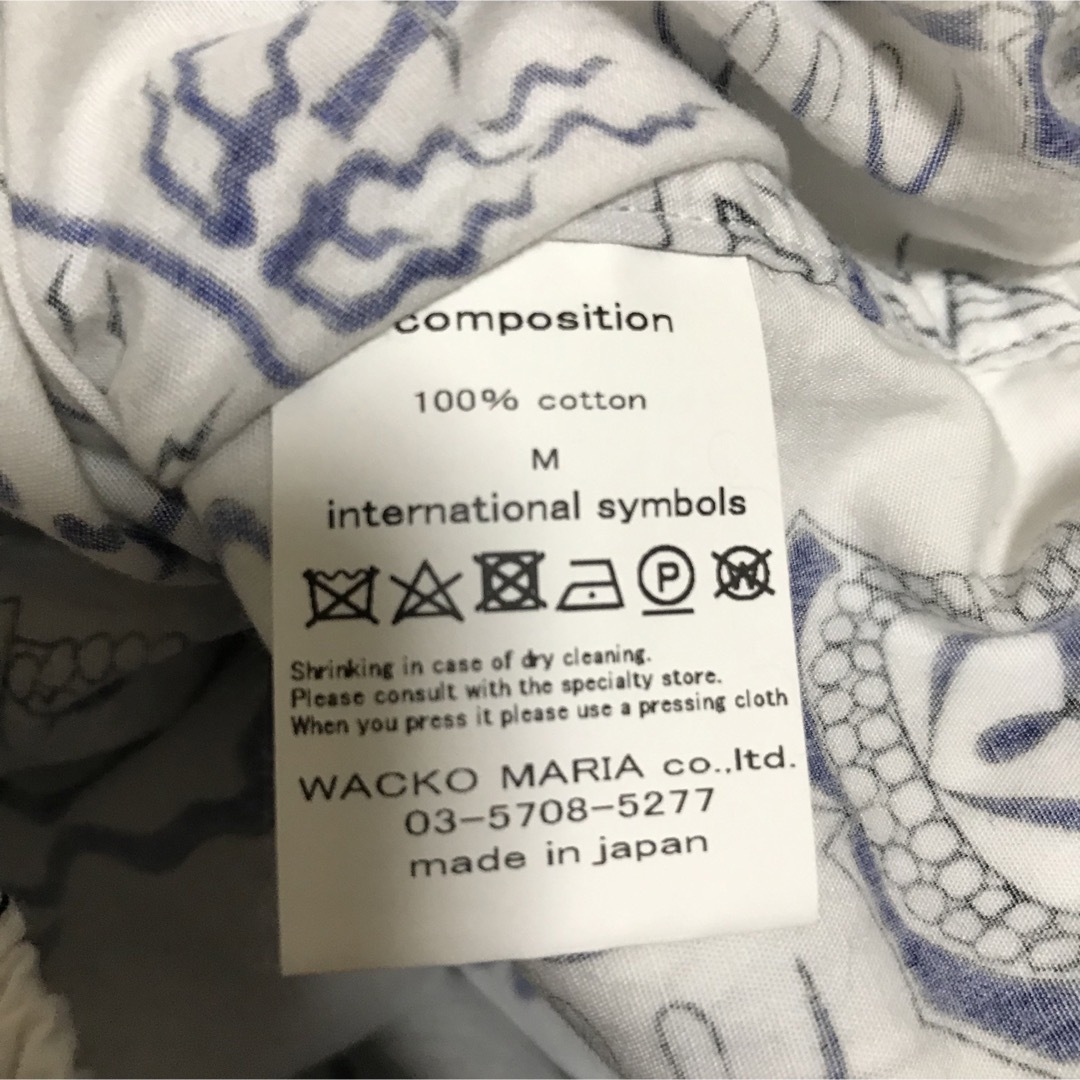 composition
100% cotton
M
international symbols
P W
Shrinking in case of dry cleaning.
Please consult with the specialty store.
When you press it please use a pressing cloth
WACKO MARIA co.,ltd.
03-5708-5277
made in japan